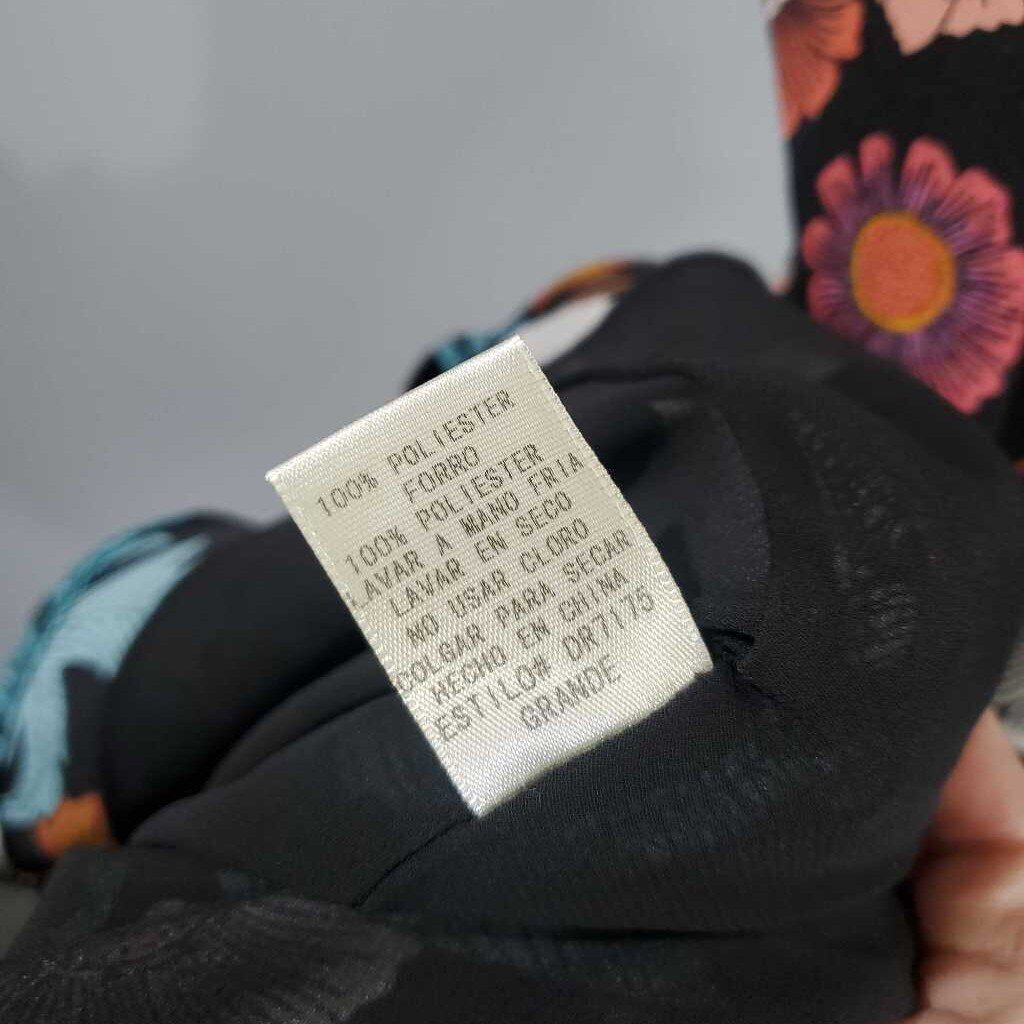 100% POLIESTER
FORRO
100% POLIESTER
LAVAR A MANO FRIA
LAVAR EN SECO
NO USAR CLORO
COLGAR PARA SECAR
HECHO EN CHINA
ESTILO# DR7175
GRANDE